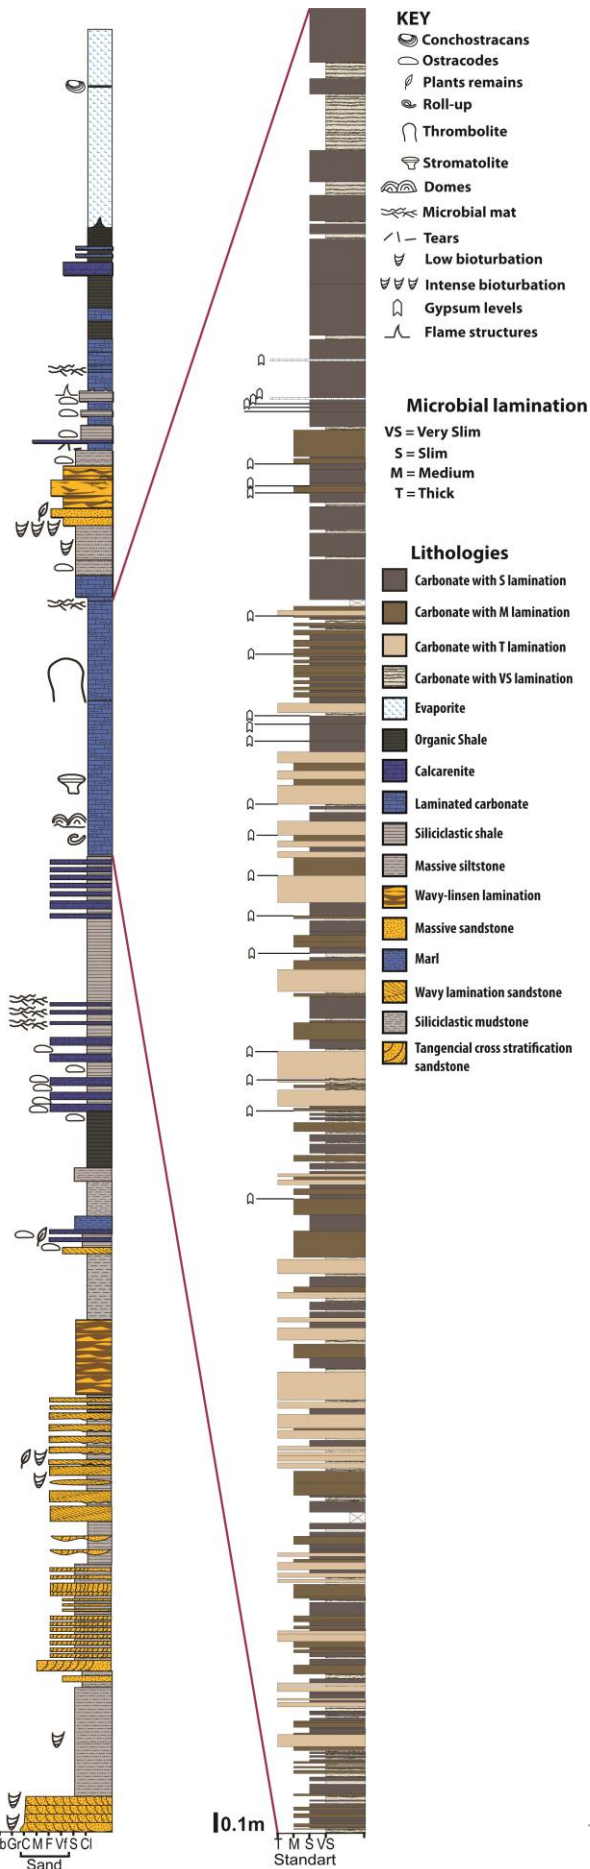 KEY
Conchostracans
Ostracodes
Plants remains
Roll-up
Thrombolite
Stromatolite
Domes
Microbial mat
Tears
Low bioturbation
Intense bioturbation
Gypsum levels
Flame structures
Microbial lamination
VS = Very Slim
S = Slim
M = Medium
T = Thick
Lithologies
Carbonate with S lamination
Carbonate with M lamination
Carbonate with T lamination
Carbonate with VS lamination
Evaporite
Organic Shale
Calcarenite
Laminated carbonate
Siliciclastic shale
Massive siltstone
Wavy-linsen lamination
Massive sandstone
Marl
Wavy lamination sandstone
Siliciclastic mudstone
Tangencial cross stratification
sandstone
0.1m
b Gr C M F Vf S Cl
Sand
T M S VS
Standart